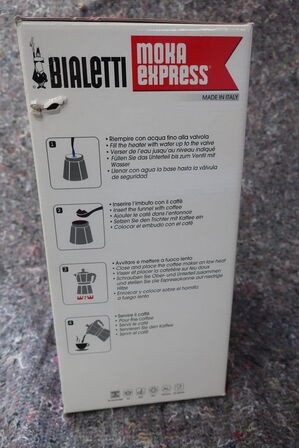 BIALETTI
MOKA
EXPRESS®
MADE IN ITALY
1
• Riempire con acqua fino alla valvola
• Fill the heater with water up to the valve
• Verser de l'eau jusqu'au niveau indiqué
• Füllen Sie das Unterteil bis zum Ventil mit
Wasser
• Llenar con agua la base hasta la válvula
de seguridad
2
• Inserire l'imbuto con il caffè
• Insert the funnel with coffee
• Ajouter le café dans l'entonnoir
• Setzen Sie den Trichter mit Kaffee ein
• Colocar el embudo con el café
3
• Avvitare e mettere a fuoco lento
• Close and place the coffee maker on low heat
• Visser et placer la cafetière sur feu doux
• Schrauben Sie Ober- und Unterteil zusammen
und stellen Sie die Espressokanne auf niedriger
Hitze
• Enroscar y colocar sobre el hornillo
a fuego lento
4
• Servire il caffè
• Pour the coffee
• Servir le café
• Servieren Sie den Kaffee
• Servir el café